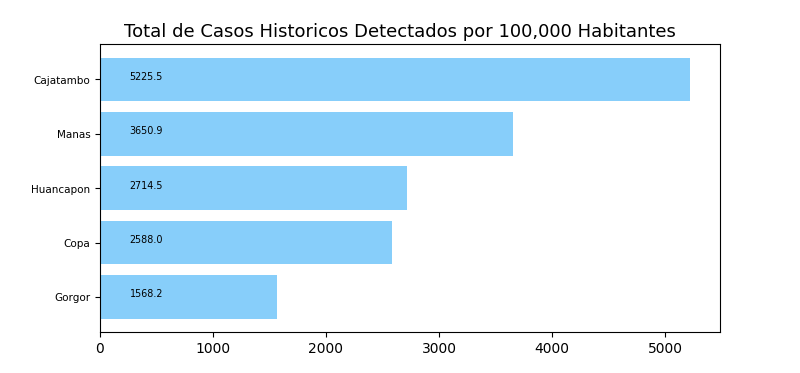 Total de Casos Historicos Detectados por 100,000 Habitantes
Cajatambo 5225.5
Manas 3650.9
Huancapon 2714.5
Copa 2588.0
Gorgor 1568.2
0 1000 2000 3000 4000 5000